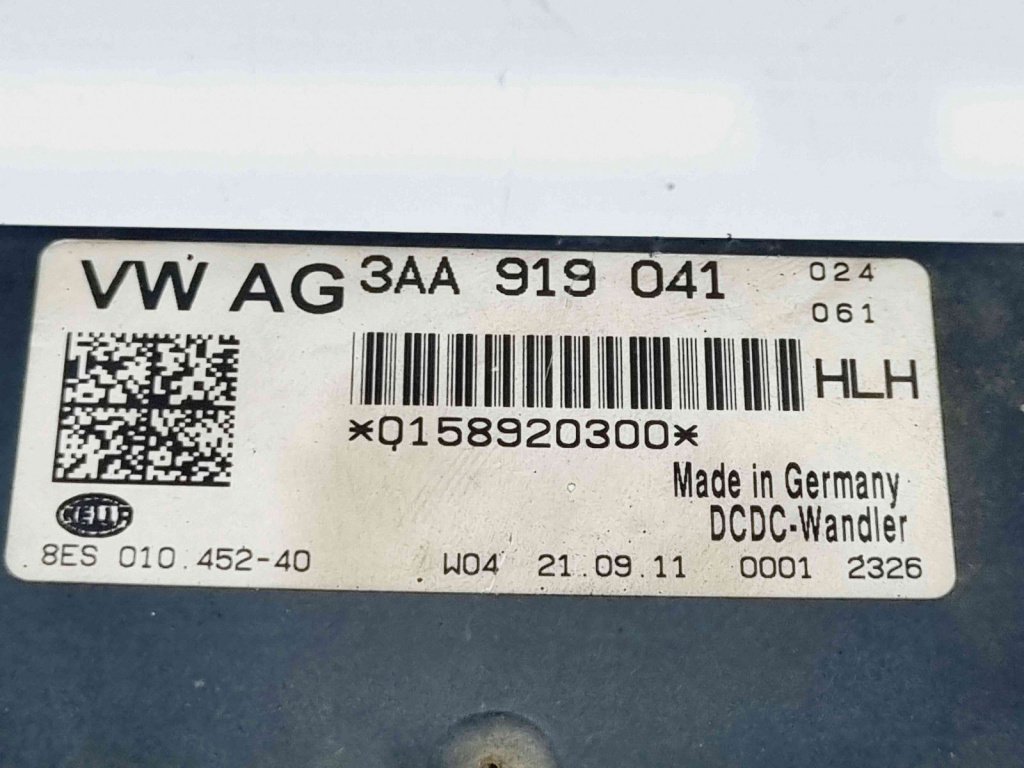 VW AG 3AA 919 041 024
061
HLH
*0158920300*
Made in Germany
DCDC-Wandler
HELLA
8ES 010.452-40 W04 21.09.11 0001 2326